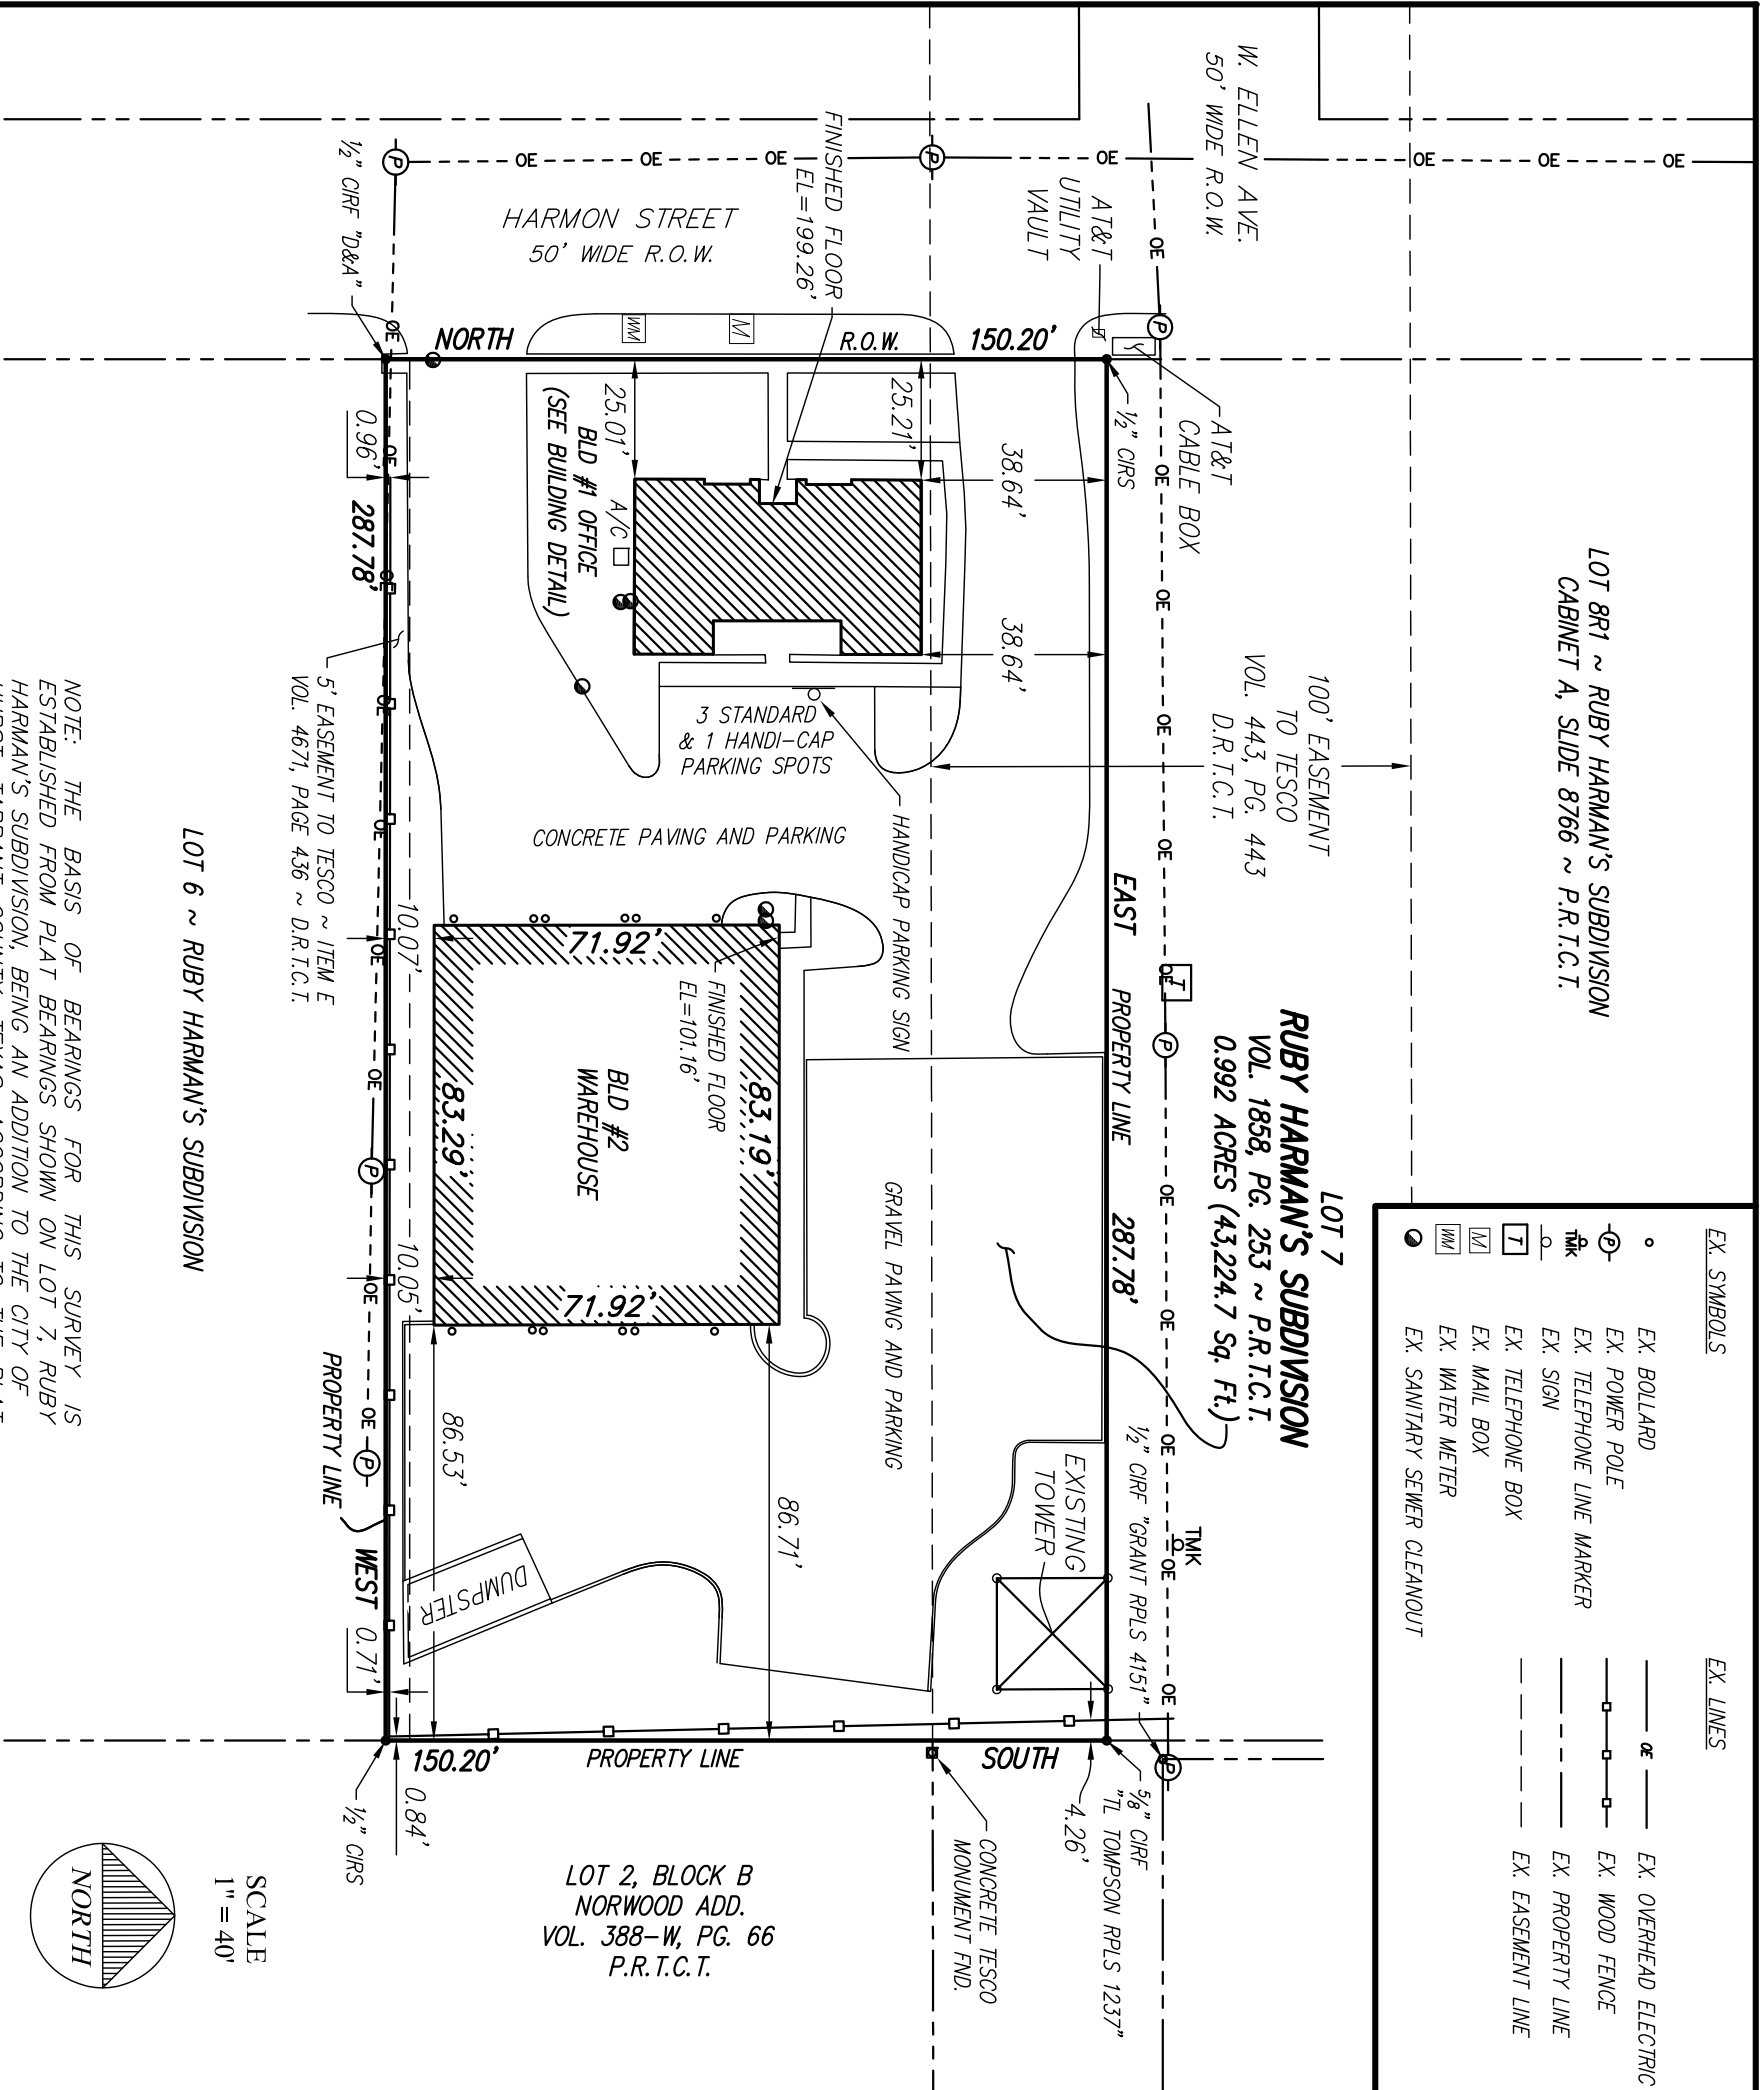 W. ELLEN AVE.
50' WIDE R.O.W.
HARMON STREET
50' WIDE R.O.W.
FINISHED FLOOR
EL=199.26'
AT&T
UTILITY
VAULT
AT&T
CABLE BOX
½" CIRF "D&A"
½" CIRS
NORTH
R.O.W.
150.20'
WM
M
25.01'
25.21'
38.64'
38.64'
BLD #1 OFFICE
(SEE BUILDING DETAIL)
A/C
0.96'
287.78'
3 STANDARD
& 1 HANDI-CAP
PARKING SPOTS
HANDICAP PARKING SIGN
CONCRETE PAVING AND PARKING
5' EASEMENT TO TESCO ~ ITEM E
VOL. 4671, PAGE 436 ~ D.R.T.C.T.
100' EASEMENT
TO TESCO
VOL. 443, PG. 443
D.R.T.C.T.
LOT 8R1 ~ RUBY HARMAN'S SUBDIVISION
CABINET A, SLIDE 8766 ~ P.R.T.C.T.
EAST
PROPERTY LINE
287.78'
LOT 7
RUBY HARMAN'S SUBDIVISION
VOL. 1858, PG. 253 ~ P.R.T.C.T.
0.992 ACRES (43,224.7 Sq. Ft.)
71.92'
83.19'
83.29'
71.92'
FINISHED FLOOR
EL=101.16'
BLD #2
WAREHOUSE
10.07'
10.05'
GRAVEL PAVING AND PARKING
86.53'
86.71'
EXISTING
TOWER
DUMPSTER
TMK
T
½" CIRF "GRANT RPLS 4151"
⅝" CIRF
"TL TOMPSON RPLS 1237"
4.26'
CONCRETE TESCO
MONUMENT FND.
PROPERTY LINE
WEST
0.71'
150.20'
PROPERTY LINE
SOUTH
0.84'
½" CIRS
LOT 6 ~ RUBY HARMAN'S SUBDIVISION
LOT 2, BLOCK B
NORWOOD ADD.
VOL. 388-W, PG. 66
P.R.T.C.T.
NOTE: THE BASIS OF BEARINGS FOR THIS SURVEY IS
ESTABLISHED FROM PLAT BEARINGS SHOWN ON LOT 7, RUBY
HARMAN'S SUBDIVISION, BEING AN ADDITION TO THE CITY OF
SCALE
1" = 40'
NORTH
EX. SYMBOLS
EX. BOLLARD
P EX. POWER POLE
TMK EX. TELEPHONE LINE MARKER
EX. SIGN
T EX. TELEPHONE BOX
M EX. MAIL BOX
WM EX. WATER METER
EX. SANITARY SEWER CLEANOUT
EX. LINES
OE EX. OVERHEAD ELECTRIC
EX. WOOD FENCE
EX. PROPERTY LINE
EX. EASEMENT LINE